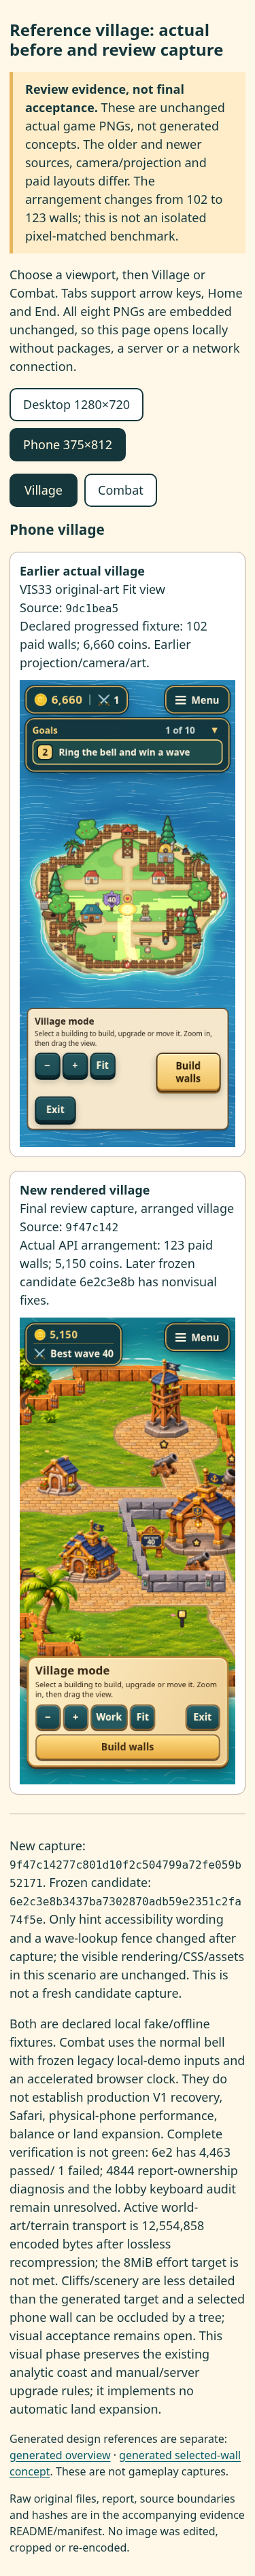 Reference village: actual
before and review capture
Review evidence, not final
acceptance. These are unchanged
actual game PNGs, not generated
concepts. The older and newer
sources, camera/projection and
paid layouts differ. The
arrangement changes from 102 to
123 walls; this is not an isolated
pixel-matched benchmark.
Choose a viewport, then Village or
Combat. Tabs support arrow keys, Home
and End. All eight PNGs are embedded
unchanged, so this page opens locally
without packages, a server or a network
connection.
Desktop 1280×720
Phone 375×812
Village
Combat
Phone village
Earlier actual village
VIS33 original-art Fit view
Source: 9dc1bea5
Declared progressed fixture: 102
paid walls; 6,660 coins. Earlier
projection/camera/art.
6,660 1
Menu
Goals 1 of 10
2 Ring the bell and win a wave
40
Village mode
Select a building to build, upgrade or move it. Zoom in,
then drag the view.
− + Fit
Build
walls
Exit
New rendered village
Final review capture, arranged village
Source: 9f47c142
Actual API arrangement: 123 paid
walls; 5,150 coins. Later frozen
candidate 6e2c3e8b has nonvisual
fixes.
5,150
Best wave 40
Menu
40
Village mode
Select a building to build, upgrade or move it. Zoom
in, then drag the view.
− + Work Fit Exit
Build walls
New capture:
9f47c14277c801d10f2c504799a72fe059b
52171. Frozen candidate:
6e2c3e8b3437ba7302870adb59e2351c2fa
74f5e. Only hint accessibility wording
and a wave-lookup fence changed after
capture; the visible rendering/CSS/assets
in this scenario are unchanged. This is
not a fresh candidate capture.
Both are declared local fake/offline
fixtures. Combat uses the normal bell
with frozen legacy local-demo inputs and
an accelerated browser clock. They do
not establish production V1 recovery,
Safari, physical-phone performance,
balance or land expansion. Complete
verification is not green: 6e2 has 4,463
passed/ 1 failed; 4844 report-ownership
diagnosis and the lobby keyboard audit
remain unresolved. Active world-
art/terrain transport is 12,554,858
encoded bytes after lossless
recompression; the 8MiB effort target is
not met. Cliffs/scenery are less detailed
than the generated target and a selected
phone wall can be occluded by a tree;
visual acceptance remains open. This
visual phase preserves the existing
analytic coast and manual/server
upgrade rules; it implements no
automatic land expansion.
Generated design references are separate:
generated overview · generated selected-wall
concept. These are not gameplay captures.
Raw original files, report, source boundaries
and hashes are in the accompanying evidence
README/manifest. No image was edited,
cropped or re-encoded.